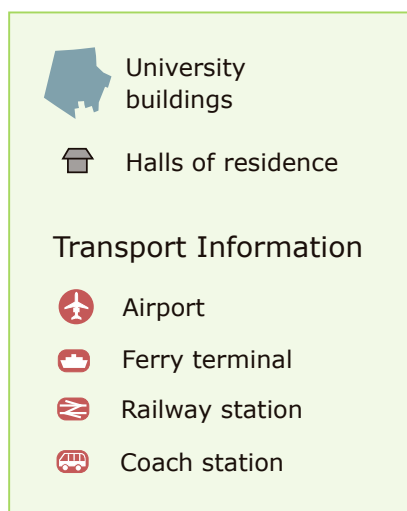 University
buildings
Halls of residence
Transport Information
Airport
Ferry terminal
Railway station
Coach station